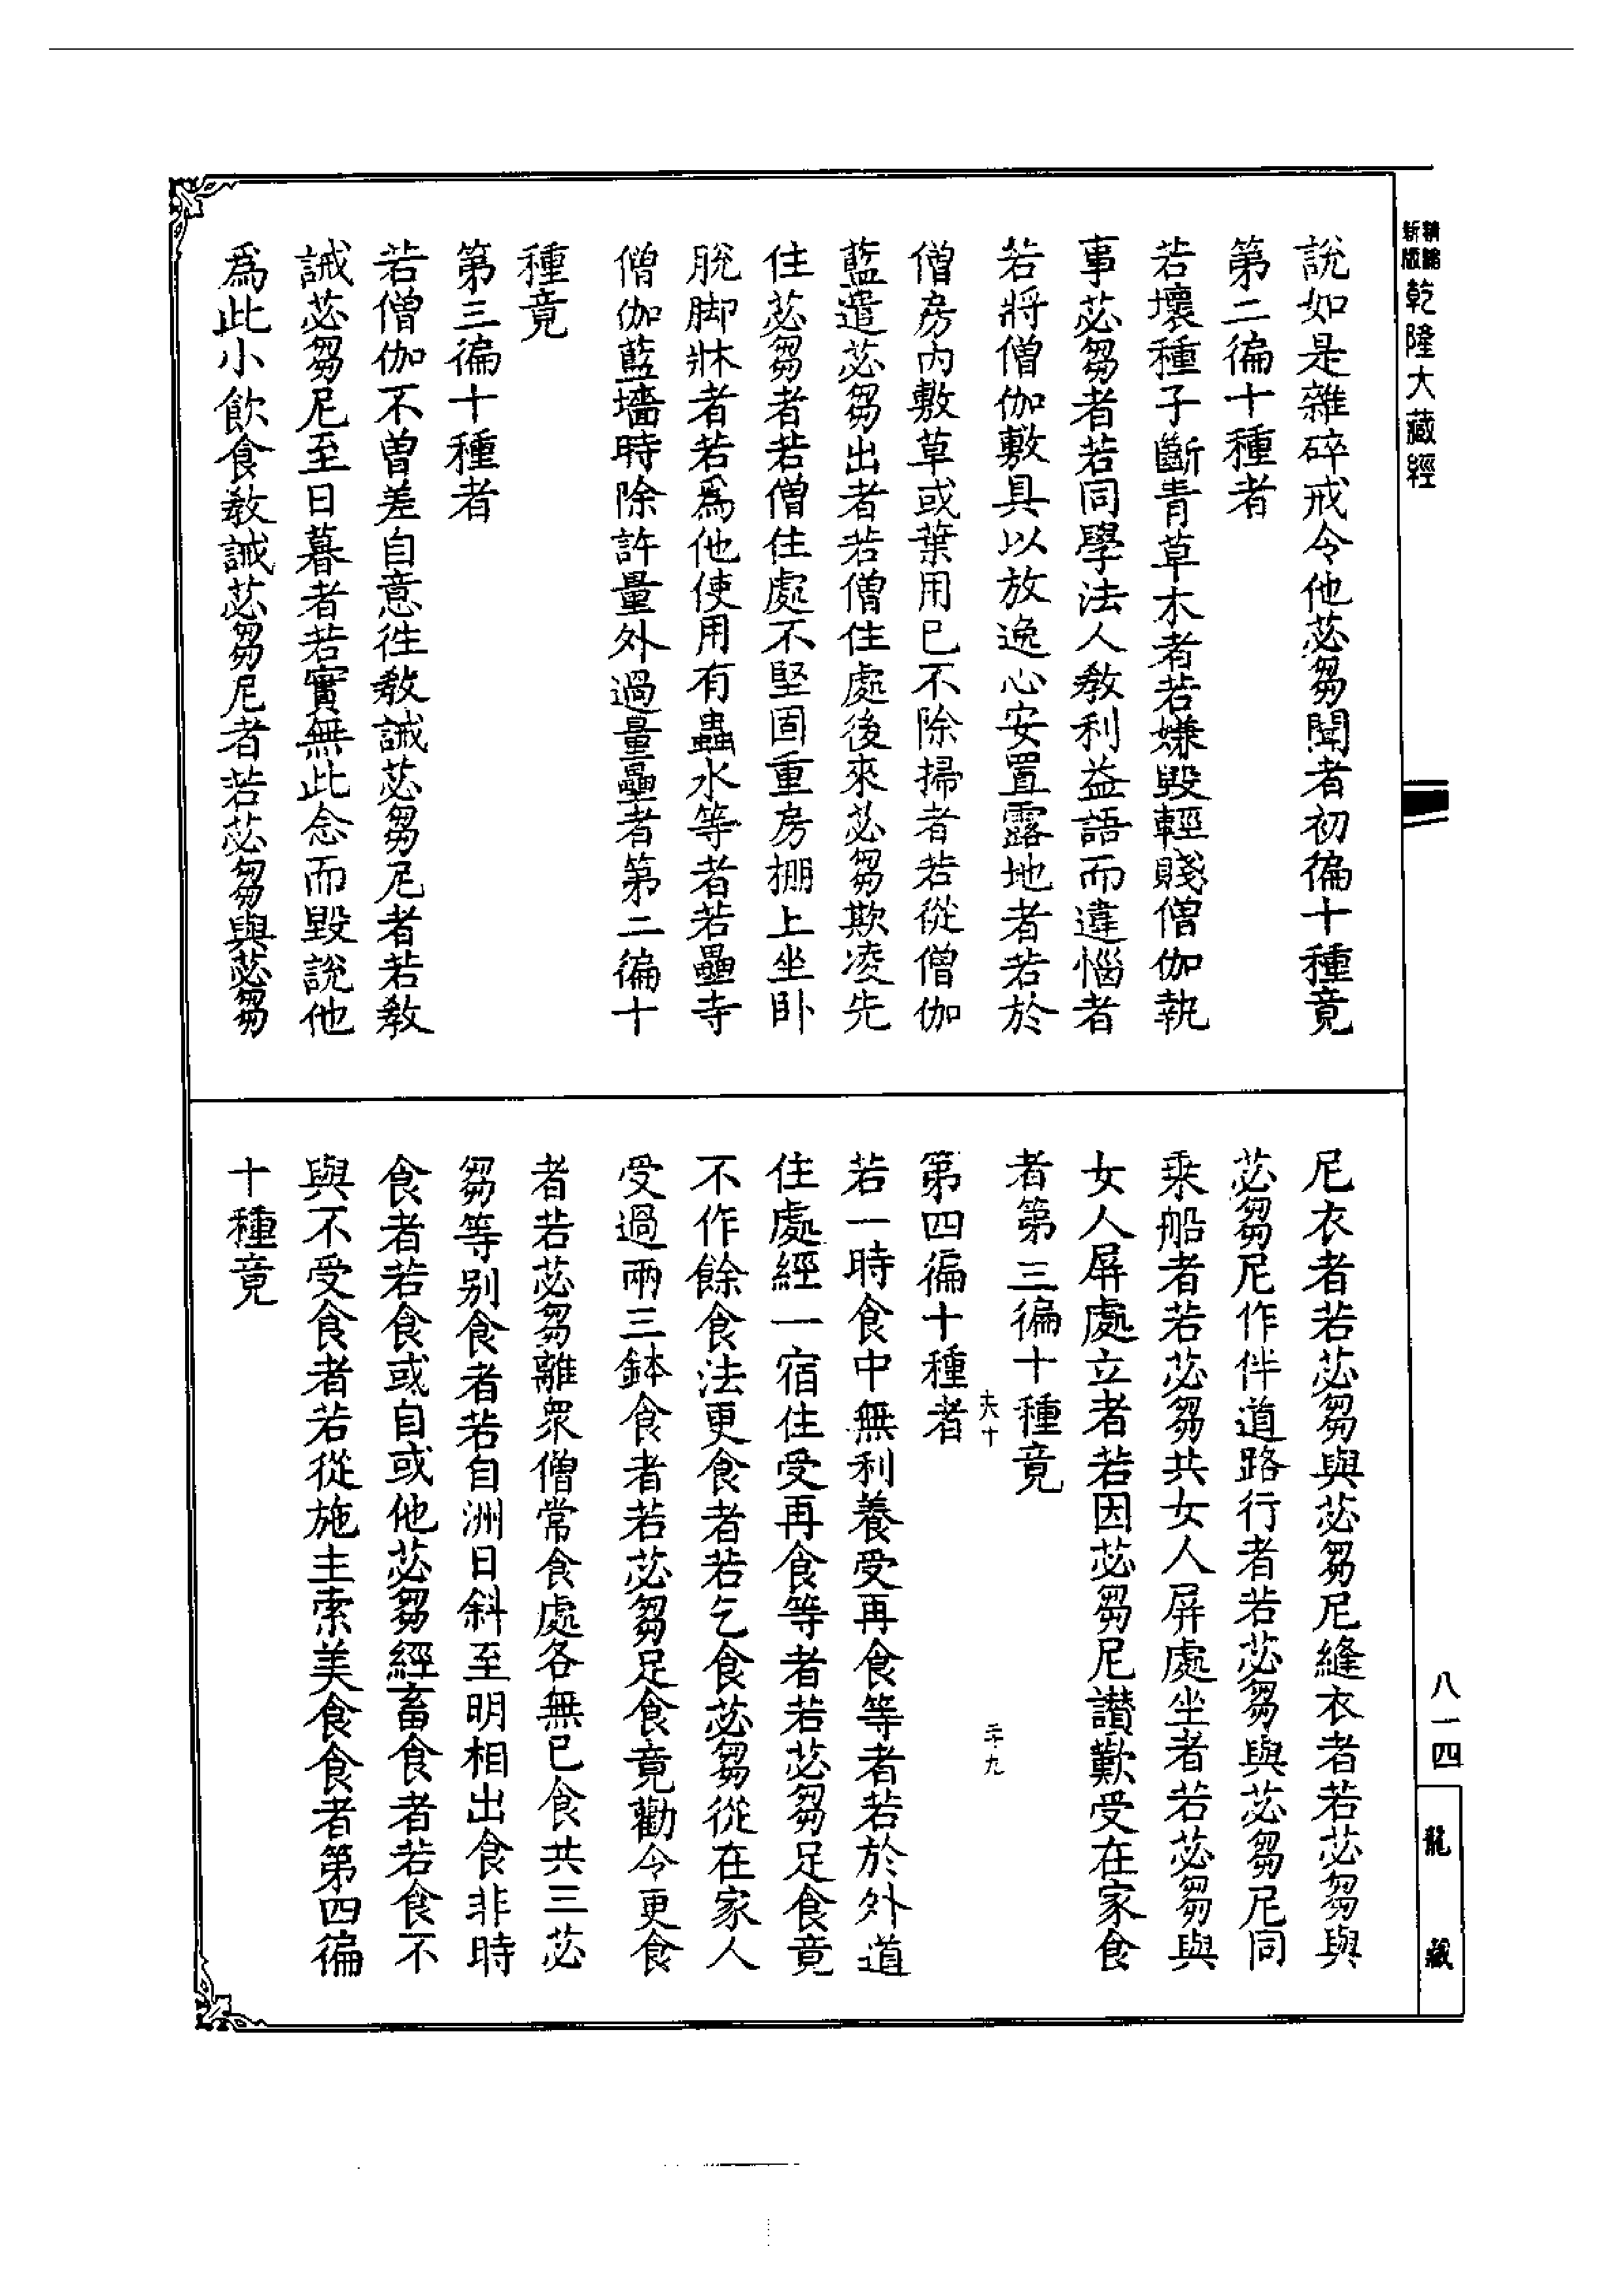 新版精縮乾隆大藏經
說如是雜碎戒令他苾芻聞者初徧十種竟
第二徧十種者
若壞種子斷青草木者若嫌毀輕賤僧伽執
事苾芻者若同學法人教利益語而違惱者
若將僧伽敷具以放逸心安置露地者若於
僧房內敷草或葉用已不除掃者若從僧伽
藍遣苾芻出者若僧住處後來苾芻欺凌先
住苾芻者若僧住處不堅固重房棚上坐臥
脫脚牀者若爲他使用有蟲水等者若壘寺
僧伽藍墻時除許量外過量壘者第二徧十
種竟
第三徧十種者
若僧伽不曾差自意往教誡苾芻尼者若教
誡苾芻尼至日暮者若實無此念而毀說他
爲此小飲食教誡苾芻尼者若苾芻與苾芻
尼衣者若苾芻與苾芻尼縫衣者若苾芻與
苾芻尼作伴道路行者若苾芻與苾芻尼同
乘船者若苾芻共女人屏處坐者若苾芻與
女人屏處立者若因苾芻尼讃歎受在家食
者第三徧十種竟
第四徧十種者
若一時食中無利養受再食等者若於外道
住處經一宿住受再食等者若苾芻足食竟
不作餘食法更食者若乞食苾芻從在家人
受過兩三鉢食者若苾芻足食竟勸令更食
者若苾芻離衆僧常食處各無已食共三苾
芻等别食者若自洲日斜至明相出食非時
食者若食或自或他苾芻經畜食者若食不
與不受食者若從施主索美食食者第四徧
十種竟
八一四
龍藏